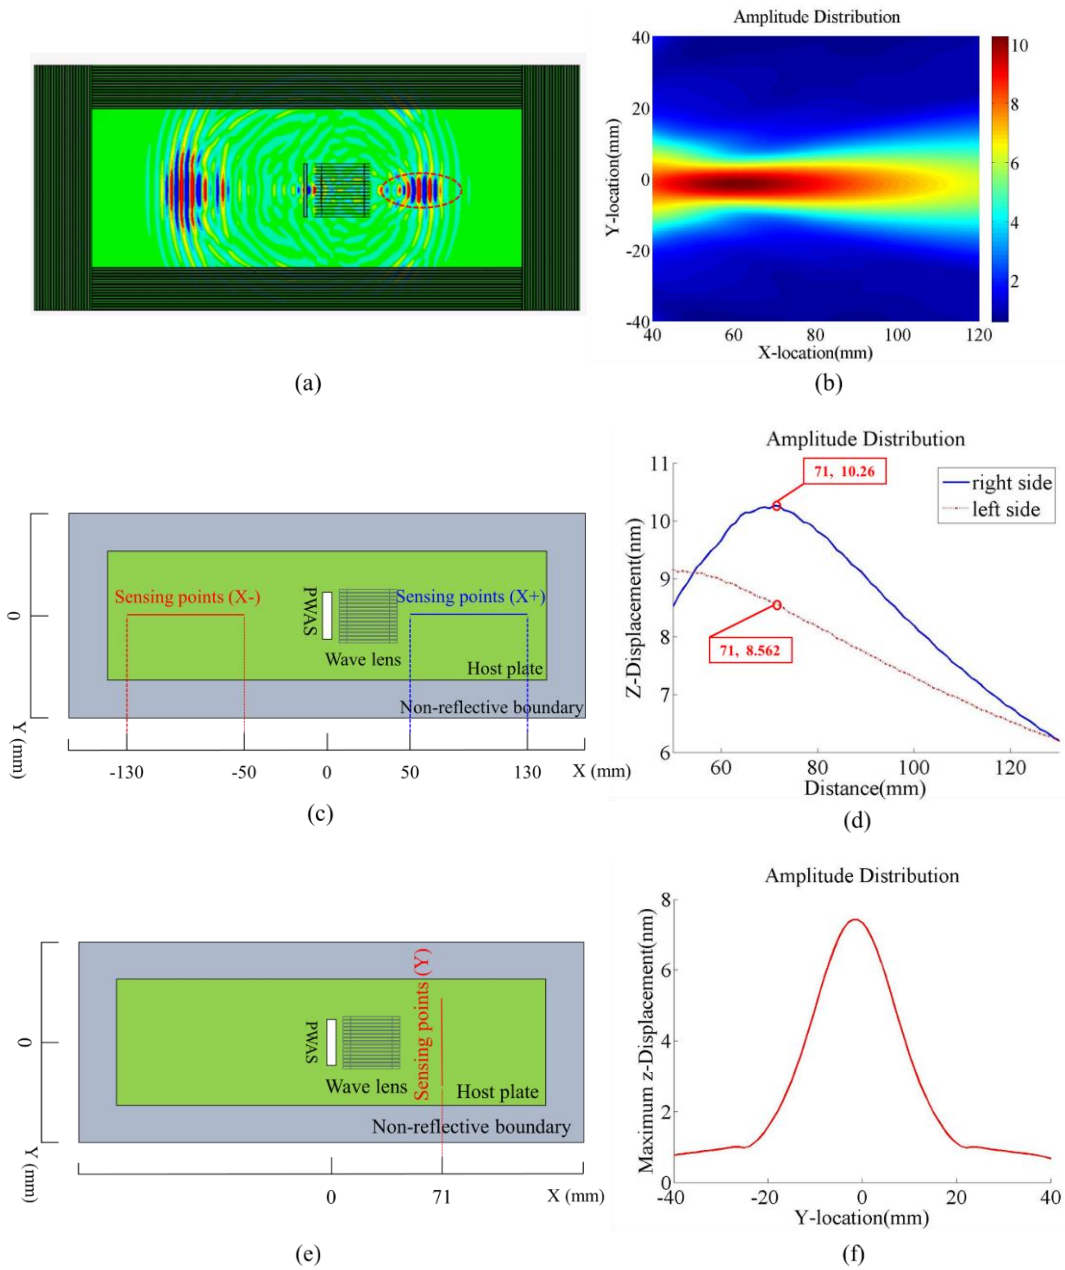 Amplitude Distribution
40
20
0
-20
-40
Y-location(mm)
40
60
80
100
120
X-location(mm)
10
8
6
4
2
(a)
(b)
0
Y (mm)
Sensing points (X-)
PWAS
Wave lens
Sensing points (X+)
Host plate
Non-reflective boundary
-130
-50
0
50
130
X (mm)
(c)
Amplitude Distribution
11
10
9
8
7
6
Z-Displacement(nm)
71, 10.26
71, 8.562
right side
left side
60
80
100
120
Distance(mm)
(d)
0
Y (mm)
PWAS
Wave lens
Sensing points (Y)
Host plate
Non-reflective boundary
0
71
X (mm)
(e)
Amplitude Distribution
8
6
4
2
0
Maximum z-Displacement(nm)
-40
-20
0
20
40
Y-location(mm)
(f)